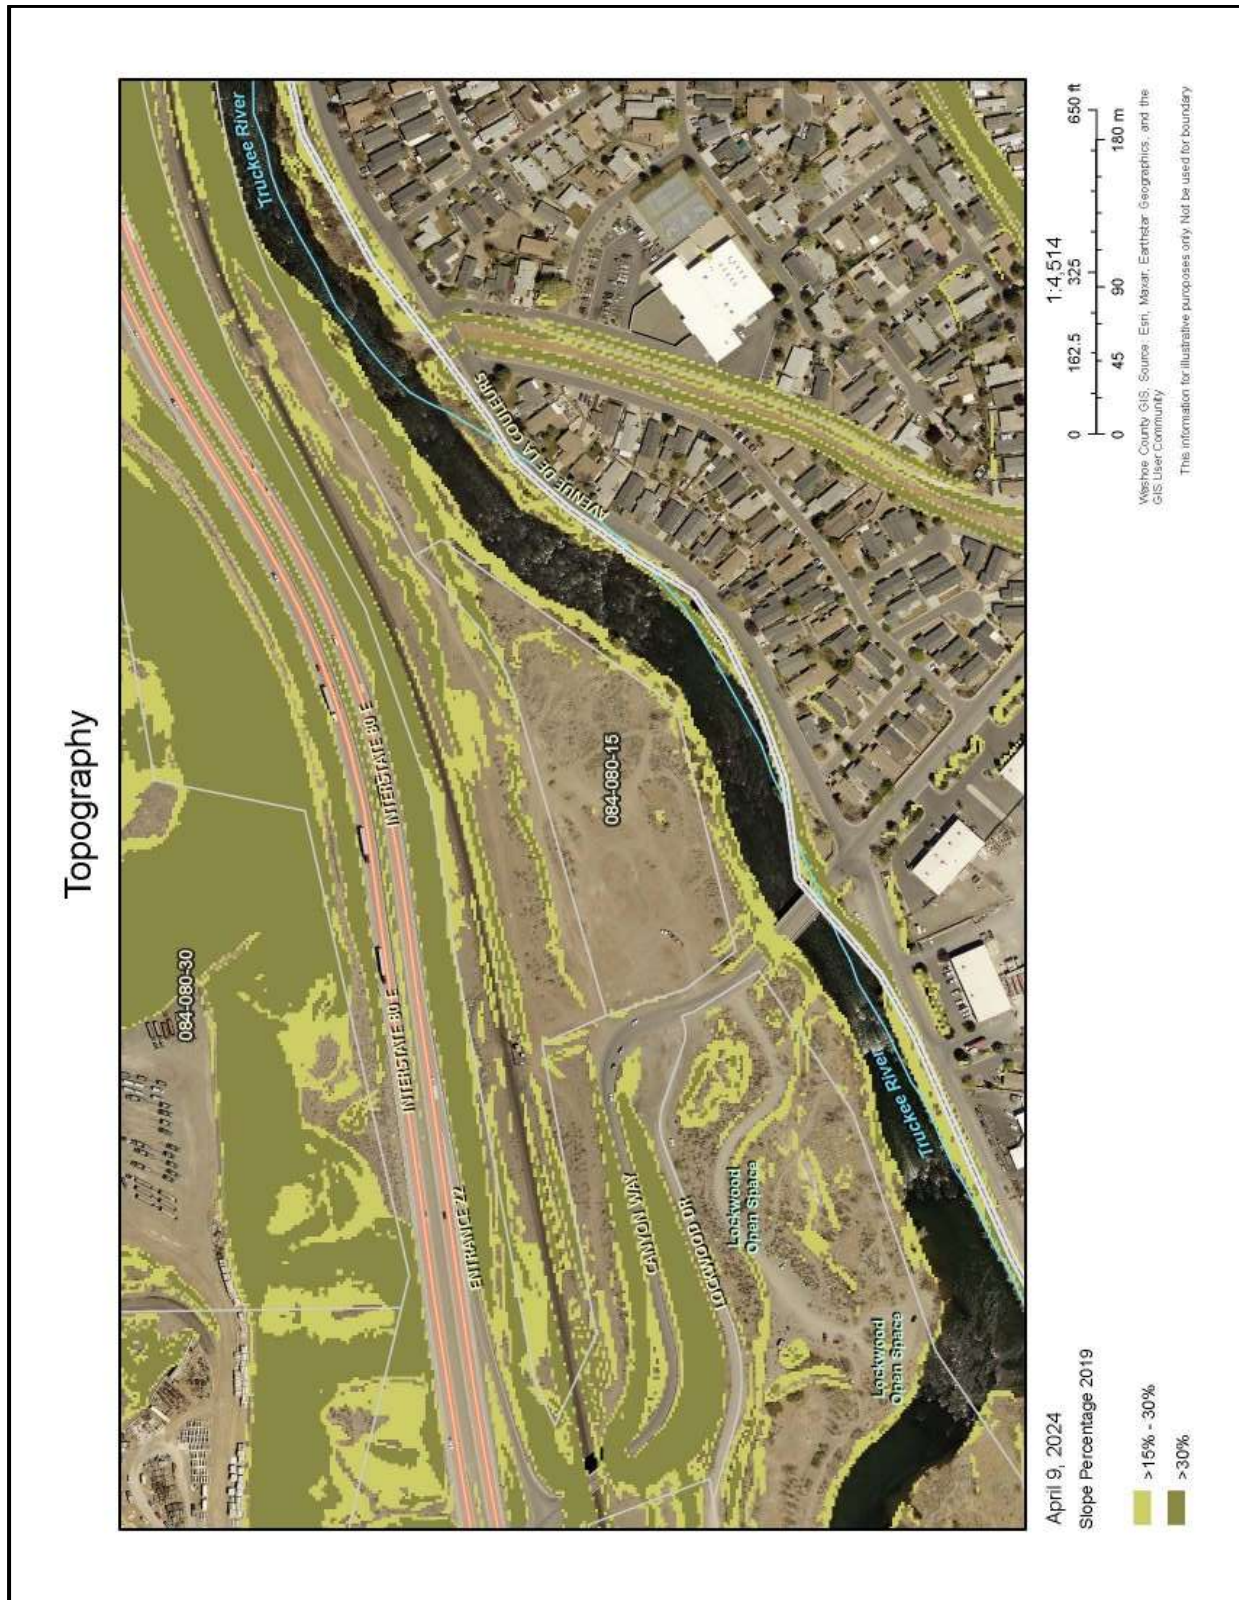 Topography
Truckee River
INTERSTATE 80 E
084-080-30
INTERSTATE 80 E
084-080-15
AVENUE DE LA COULEURS
ENTRANCE 22
CANYON WAY
LOCKWOOD DR
Lockwood
Open Space
Truckee River
Lockwood
Open Space
April 9, 2024
Slope Percentage 2019
>15% - 30%
>30%
1:4,514
0 162.5 325 650 ft
0 45 90 180 m
Washoe County GIS, Source: Esri, Maxar, Earthstar Geographics, and the
GIS User Community
This information for illustrative purposes only. Not be used for boundary